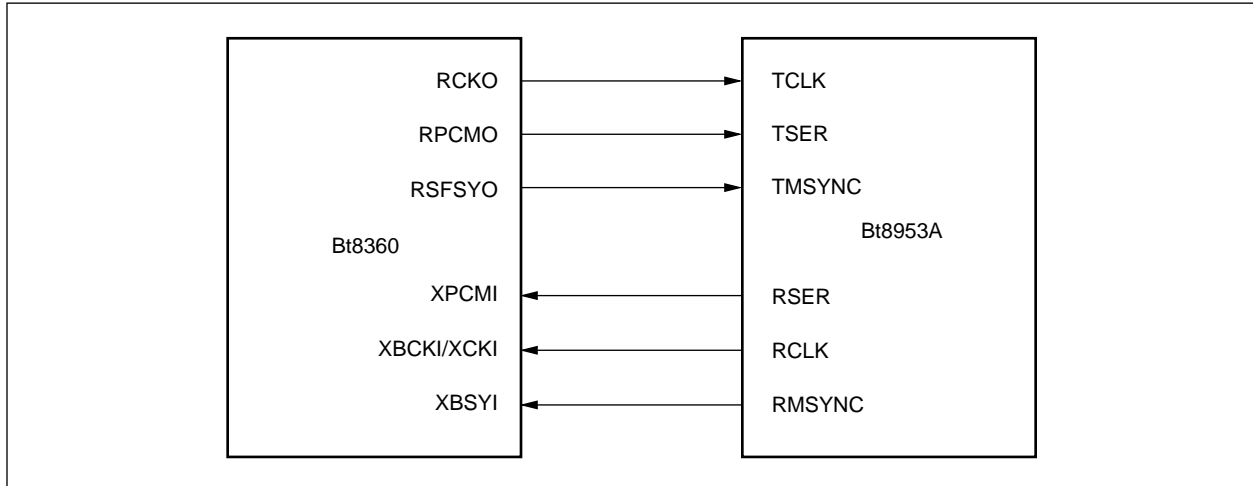 RCKO
RPCMO
RSFSYO
Bt8360
XPCMI
XBCKI/XCKI
XBSYI
TCLK
TSER
TMSYNC
Bt8953A
RSER
RCLK
RMSYNC